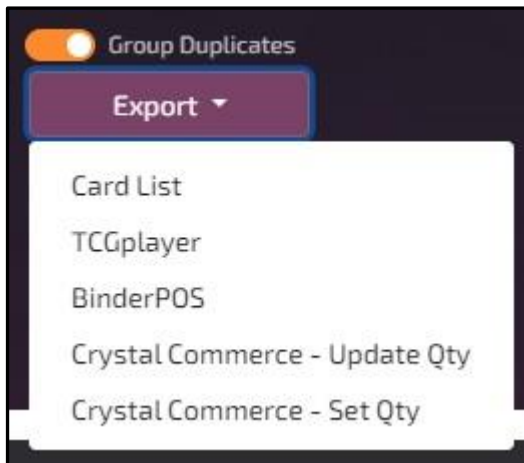 Group Duplicates
Export
Card List
TCGplayer
BinderPOS
Crystal Commerce - Update Qty
Crystal Commerce - Set Qty